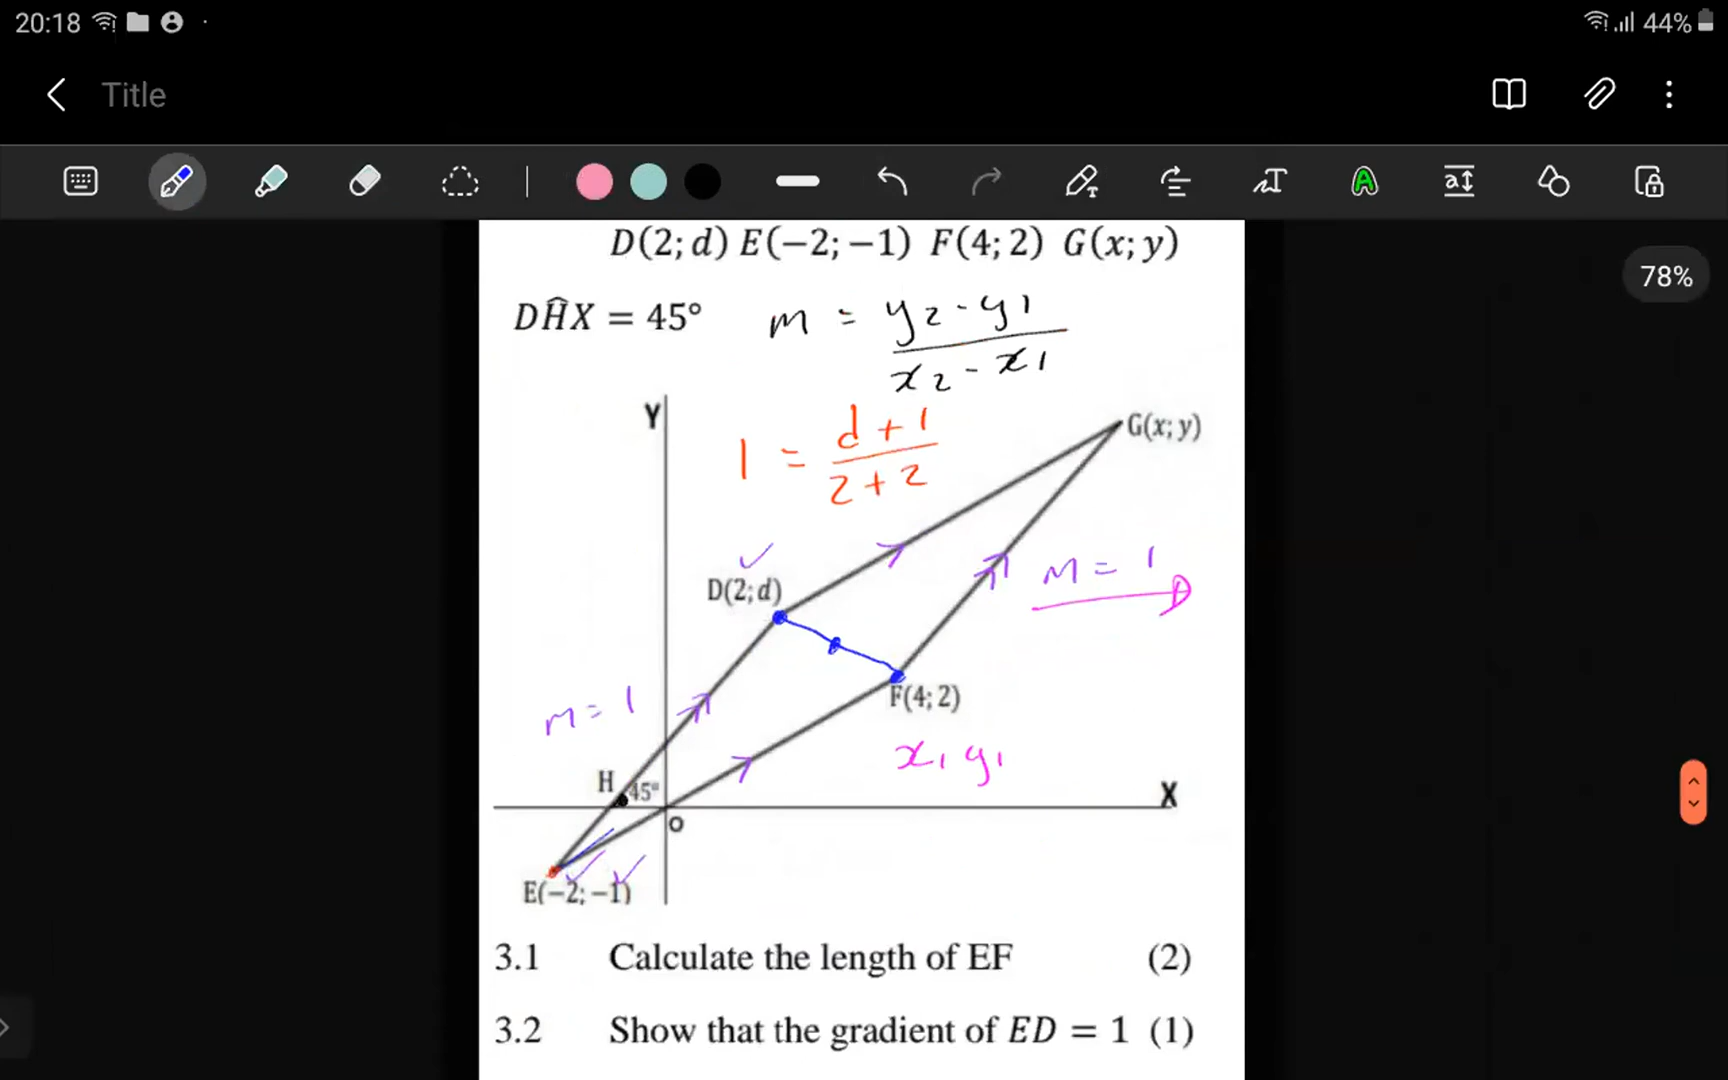 20:18
44%
Title
78%
D(2; d) E(−2; −1) F(4; 2) G(x; y)
DĤX = 45°
m = y2 - y1
x2 - x1
Y
G(x; y)
1 = d + 1
2 + 2
D(2; d)
m = 1
F(4; 2)
m = 1
x1 y1
H
45°
X
O
E(−2; −1)
3.1 Calculate the length of EF (2)
3.2 Show that the gradient of ED = 1 (1)